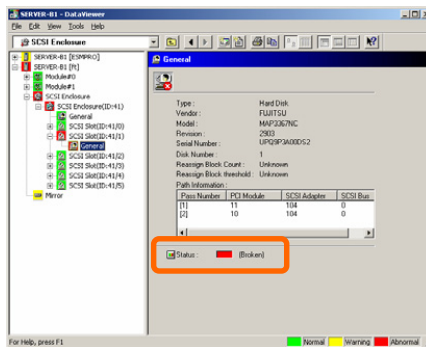 SERVER-B1 - DataViewer
File Edit View Tools Help
SCSI Enclosure
SERVER-B1 [ESMPRO]
SERVER-B1 [ft]
Module#0
Module#1
SCSI Enclosure
SCSI Enclosure(ID:41)
General
SCSI Slot(ID:41/0)
SCSI Slot(ID:41/1)
General
SCSI Slot(ID:41/2)
SCSI Slot(ID:41/3)
SCSI Slot(ID:41/4)
SCSI Slot(ID:41/5)
Mirror
General
Type : Hard Disk
Vendor : FUJITSU
Model : MAP3367NC
Revision : 2903
Serial Number : UPQ9P3A00DS2
Disk Number : 1
Reassign Block Count : Unknown
Reassign Block threshold : Unknown
Path Information :
Pass Number PCI Module SCSI Adapter SCSI Bus
[1] 11 104 0
[2] 10 104 0
Status : (Broken)
For Help, press F1
Normal Warning Abnormal